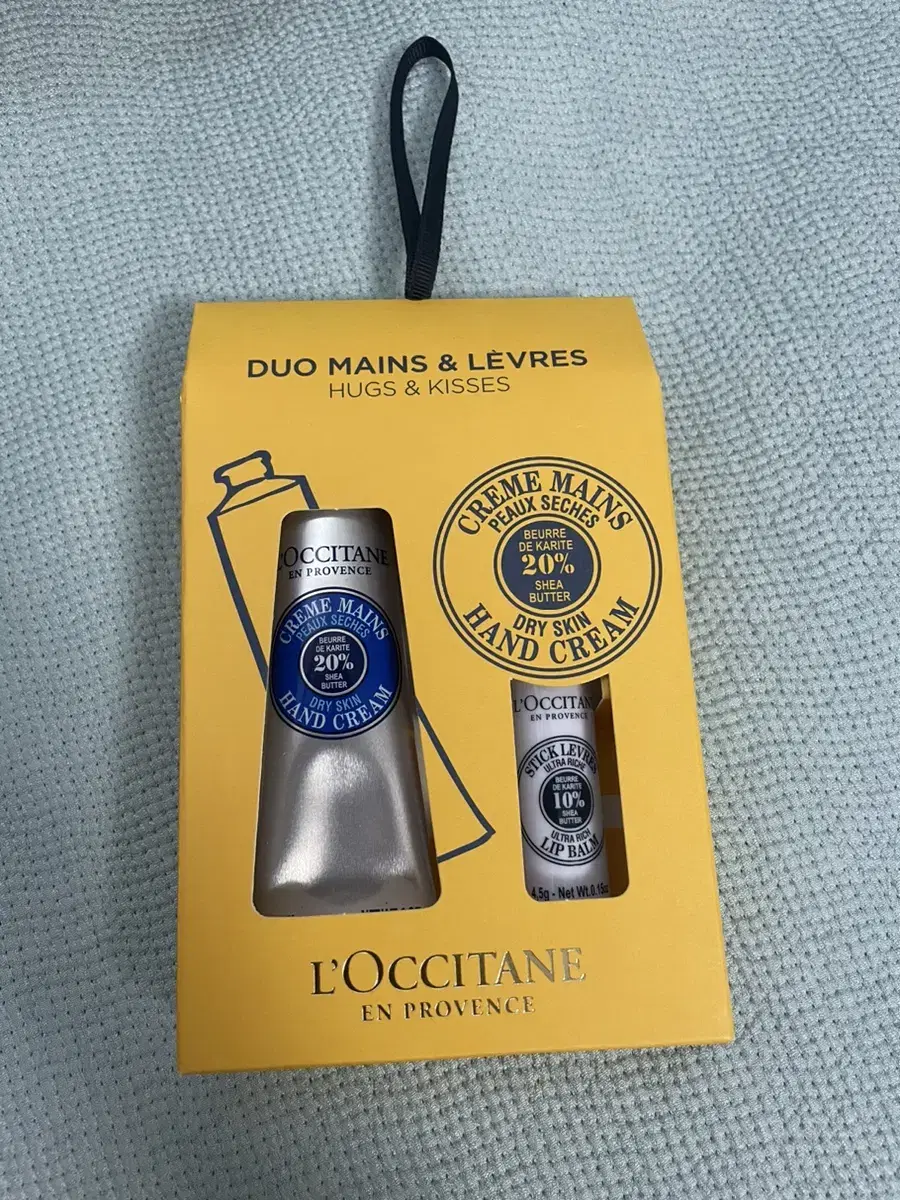 DUO MAINS & LÈVRES
HUGS & KISSES
CREME MAINS
PEAUX SECHES
BEURRE
DE KARITE
20%
SHEA
BUTTER
DRY SKIN
HAND CREAM
L'OCCITANE
EN PROVENCE
CREME MAINS
PEAUX SECHES
BEURRE
DE KARITE
20%
SHEA
BUTTER
DRY SKIN
HAND CREAM
L'OCCITAN
EN PROVENCE
STICK LEVRES
ULTRA RICHE
BEURRE
DE KARITE
10%
SHEA
BUTTER
ULTRA RICH
LIP BALM
4.5g - Net Wt.0.15oz
L'OCCITANE
EN PROVENCE